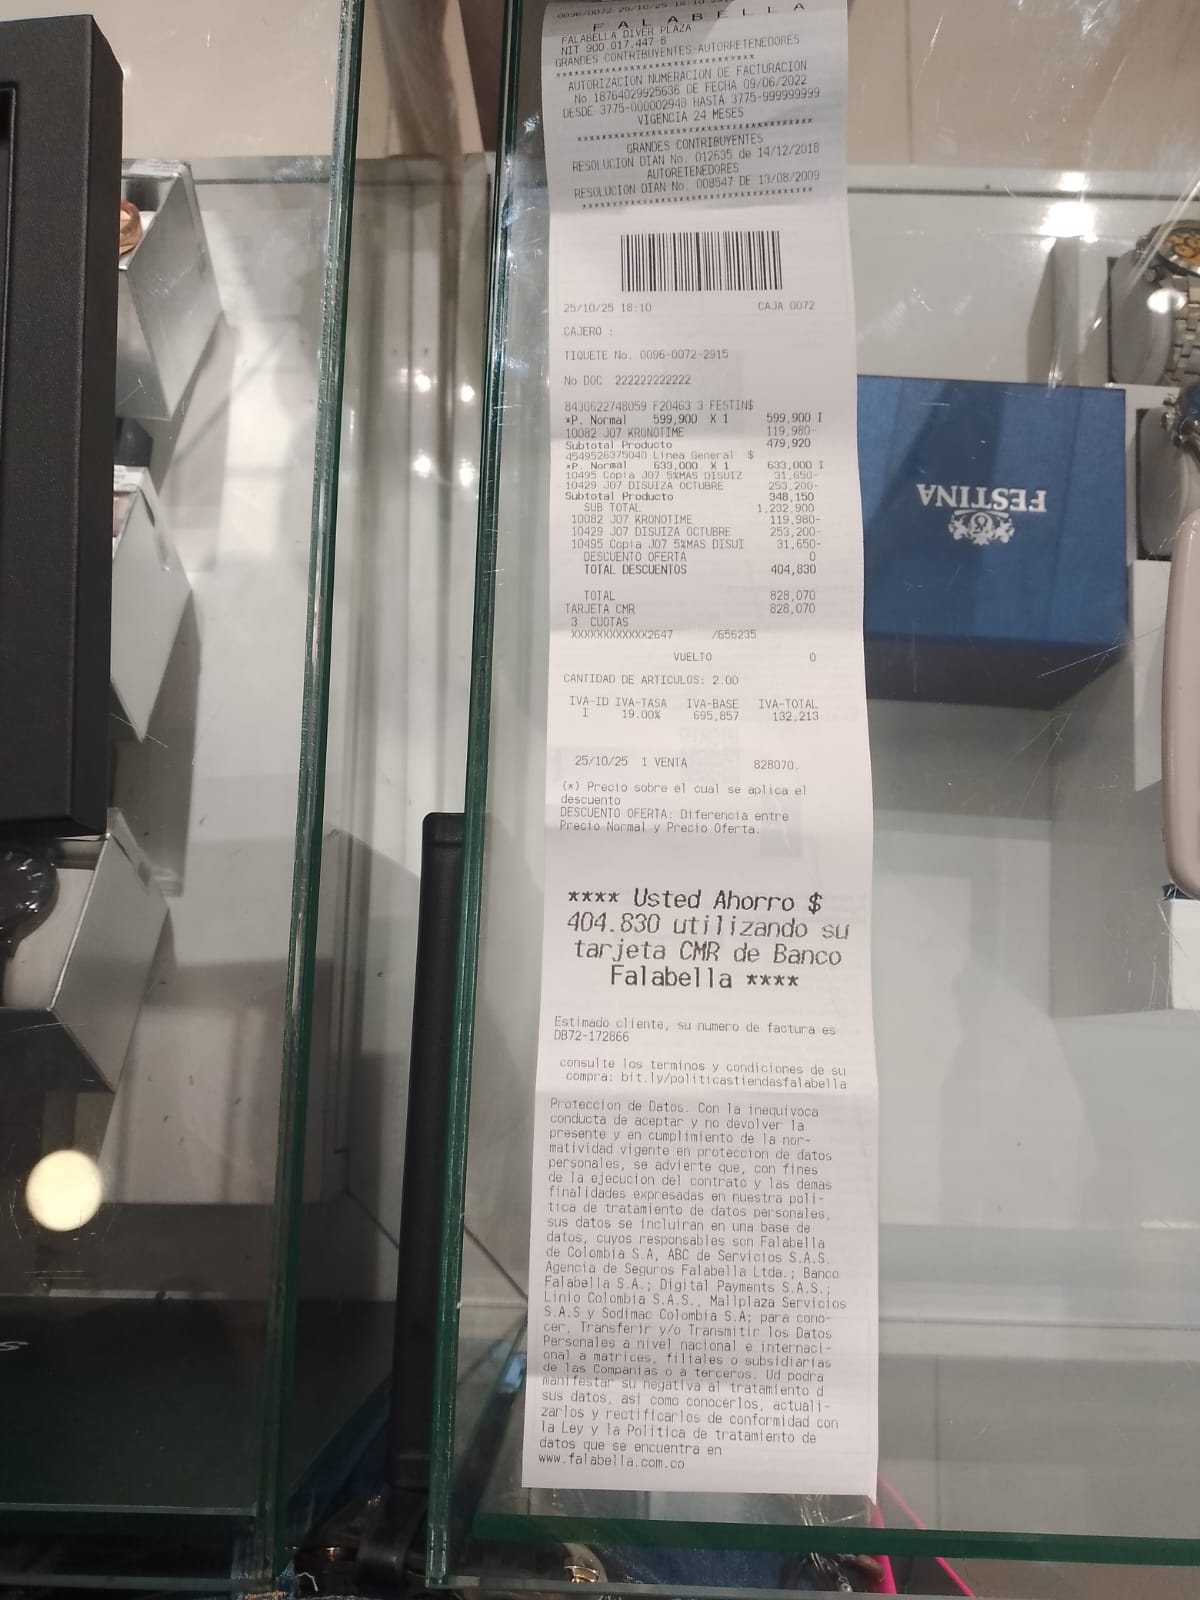 F A L A B E L L A
FALABELLA DIVER PLAZA
NIT 900.017.447-8
GRANDES CONTRIBUYENTES-AUTORRETENEDORES
****************************************
AUTORIZACION NUMERACION DE FACTURACION
No 18764029925636 DE FECHA 09/06/2022
DESDE 3775-000002948 HASTA 3775-999999999
VIGENCIA 24 MESES
****************************************
GRANDES CONTRIBUYENTES
RESOLUCION DIAN No. 012635 de 14/12/2018
AUTORETENEDORES
RESOLUCION DIAN No. 008547 DE 13/08/2009
****************************************
25/10/25 18:10 CAJA 0072
CAJERO :
TIQUETE No. 0096-0072-2915
No DOC 222222222222
8430622748059 F20463 3 FESTIN$
*P. Normal 599,900 X 1 599,900 I
10082 J07 KRONOTIME 119,980-
Subtotal Producto 479,920
4549526375040 Linea General $
*P. Normal 633,000 X 1 633,000 I
10495 Copia J07 5%MAS DISUIZ 31,650-
10429 J07 DISUIZA OCTUBRE 253,200-
Subtotal Producto 348,150
SUB TOTAL 1,232,900
10082 J07 KRONOTIME 119,980-
10429 J07 DISUIZA OCTUBRE 253,200-
10495 Copia J07 5%MAS DISUI 31,650-
DESCUENTO OFERTA 0
TOTAL DESCUENTOS 404,830
TOTAL 828,070
TARJETA CMR 828,070
3 CUOTAS
XXXXXXXXXXXX2647 /656235
VUELTO 0
CANTIDAD DE ARTICULOS: 2.00
IVA-ID IVA-TASA IVA-BASE IVA-TOTAL
I 19.00% 695,857 132,213
25/10/25 1 VENTA 828070.
(*) Precio sobre el cual se aplica el
descuento
DESCUENTO OFERTA: Diferencia entre
Precio Normal y Precio Oferta.
**** Usted Ahorro $
404.830 utilizando su
tarjeta CMR de Banco
Falabella ****
Estimado cliente, su numero de factura es
DB72-172866
consulte los terminos y condiciones de su
compra: bit.ly/politicastiendasfalabella
Proteccion de Datos. Con la inequivoca
conducta de aceptar y no devolver la
presente y en cumplimiento de la nor-
matividad vigente en proteccion de datos
personales, se advierte que, con fines
de la ejecucion del contrato y las demas
finalidades expresadas en nuestra poli-
tica de tratamiento de datos personales,
sus datos se incluiran en una base de
datos, cuyos responsables son Falabella
de Colombia S.A, ABC de Servicios S.A.S.
Agencia de Seguros Falabella Ltda.; Banco
Falabella S.A.; Digital Payments S.A.S.;
Linio Colombia S.A.S., Mallplaza Servicios
S.A.S y Sodimac Colombia S.A; para cono-
cer, Transferir y/o Transmitir los Datos
Personales a nivel nacional e internaci-
onal a matrices, filiales o subsidiarias
de las Companias o a terceros. Ud podra
manifestar su negativa al tratamiento d
sus datos, asi como conocerlos, actuali-
zarlos y rectificarlos de conformidad con
la Ley y la Politica de tratamiento de
datos que se encuentra en
www.falabella.com.co
FESTINA